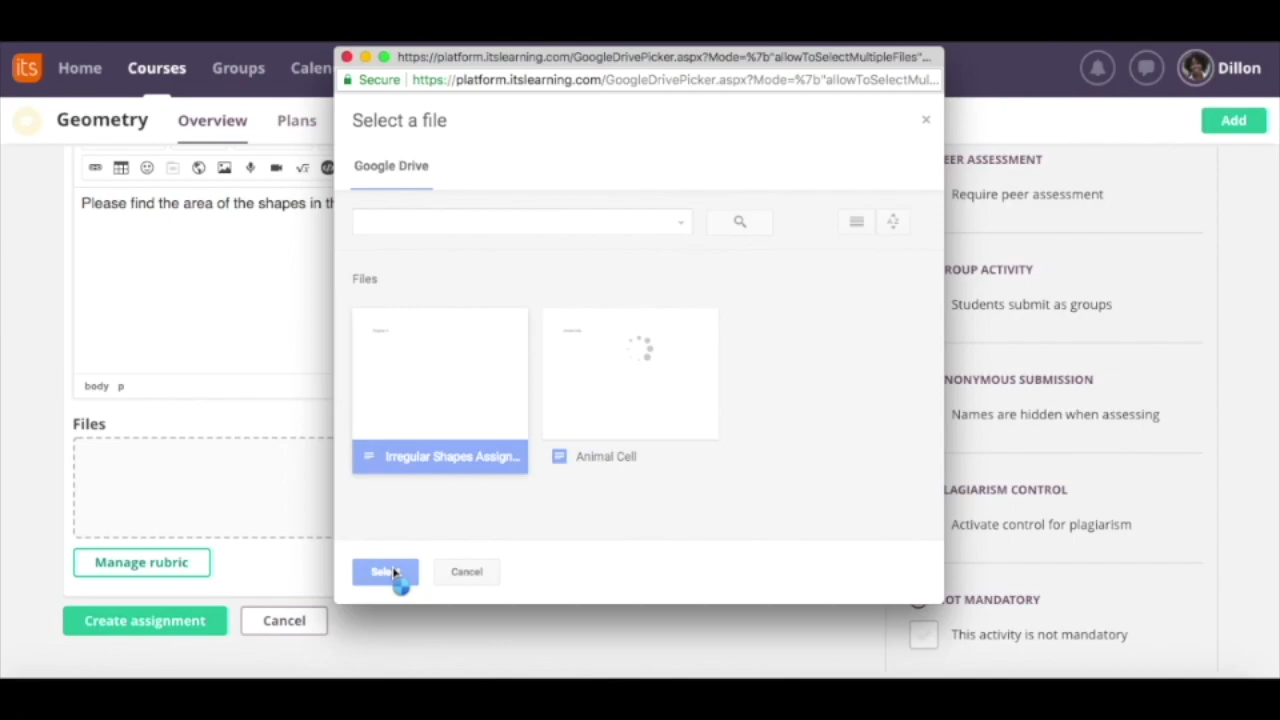 https://platform.itslearning.com/GoogleDrivePicker.aspx?Mode=%7b"allowToSelectMultipleFiles"...
its Home Courses Groups Calen Dillon
Secure https://platform.itslearning.com/GoogleDrivePicker.aspx?Mode=%7b"allowToSelectMul...
Geometry Overview Plans Add
Select a file ×
Google Drive
Please find the area of the shapes in th
body p
Files
Manage rubric
Create assignment Cancel
Files
Irregular Shapes Assign... Animal Cell
Select Cancel
EER ASSESSMENT
Require peer assessment
ROUP ACTIVITY
Students submit as groups
NONYMOUS SUBMISSION
Names are hidden when assessing
LAGIARISM CONTROL
Activate control for plagiarism
OT MANDATORY
This activity is not mandatory